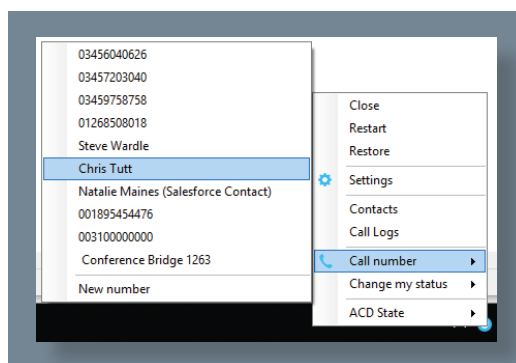 03456040626
03457203040
03459758758
01268508018
Steve Wardle
Chris Tutt
Natalie Maines (Salesforce Contact)
001895454476
003100000000
Conference Bridge 1263
New number
Close
Restart
Restore
Settings
Contacts
Call Logs
Call number
Change my status
ACD State